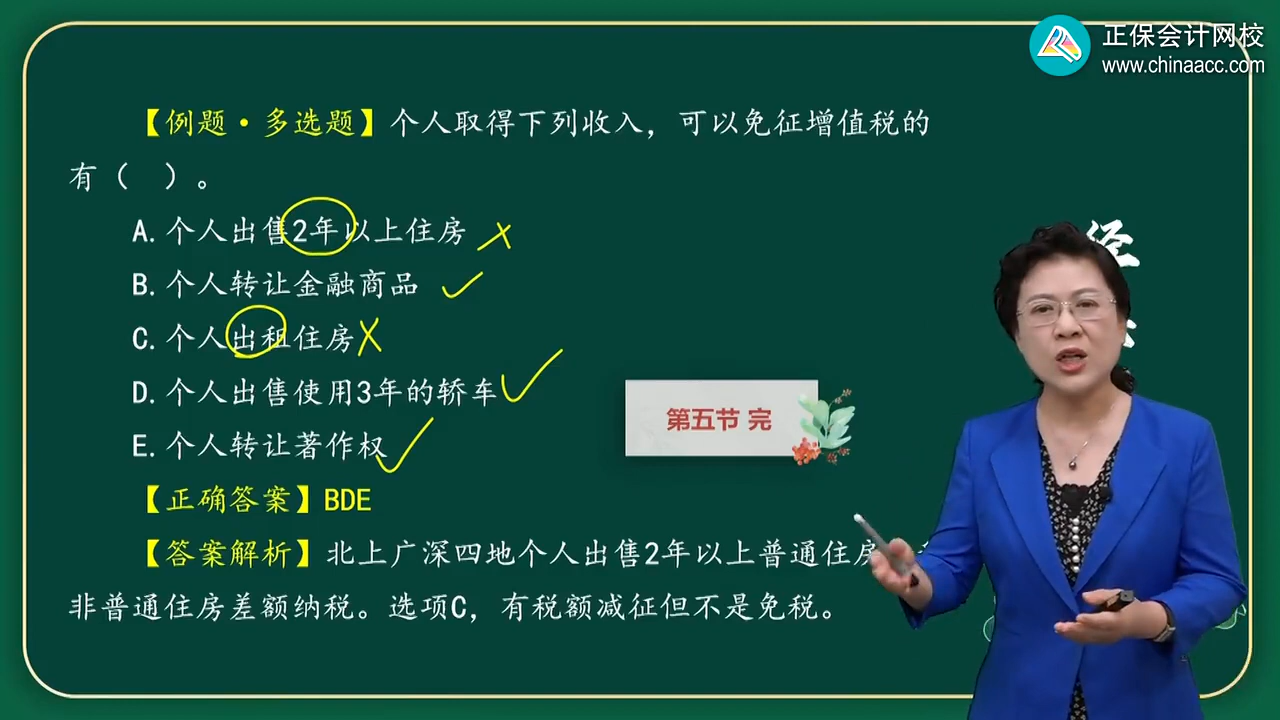 正保会计网校
www.chinaacc.com
【例题·多选题】个人取得下列收入，可以免征增值税的
有（ ）。
A.个人出售2年以上住房
B.个人转让金融商品
C.个人出租住房
D.个人出售使用3年的轿车
E.个人转让著作权
第五节 完
【正确答案】BDE
【答案解析】北上广深四地个人出售2年以上普通住房
非普通住房差额纳税。选项C，有税额减征但不是免税。